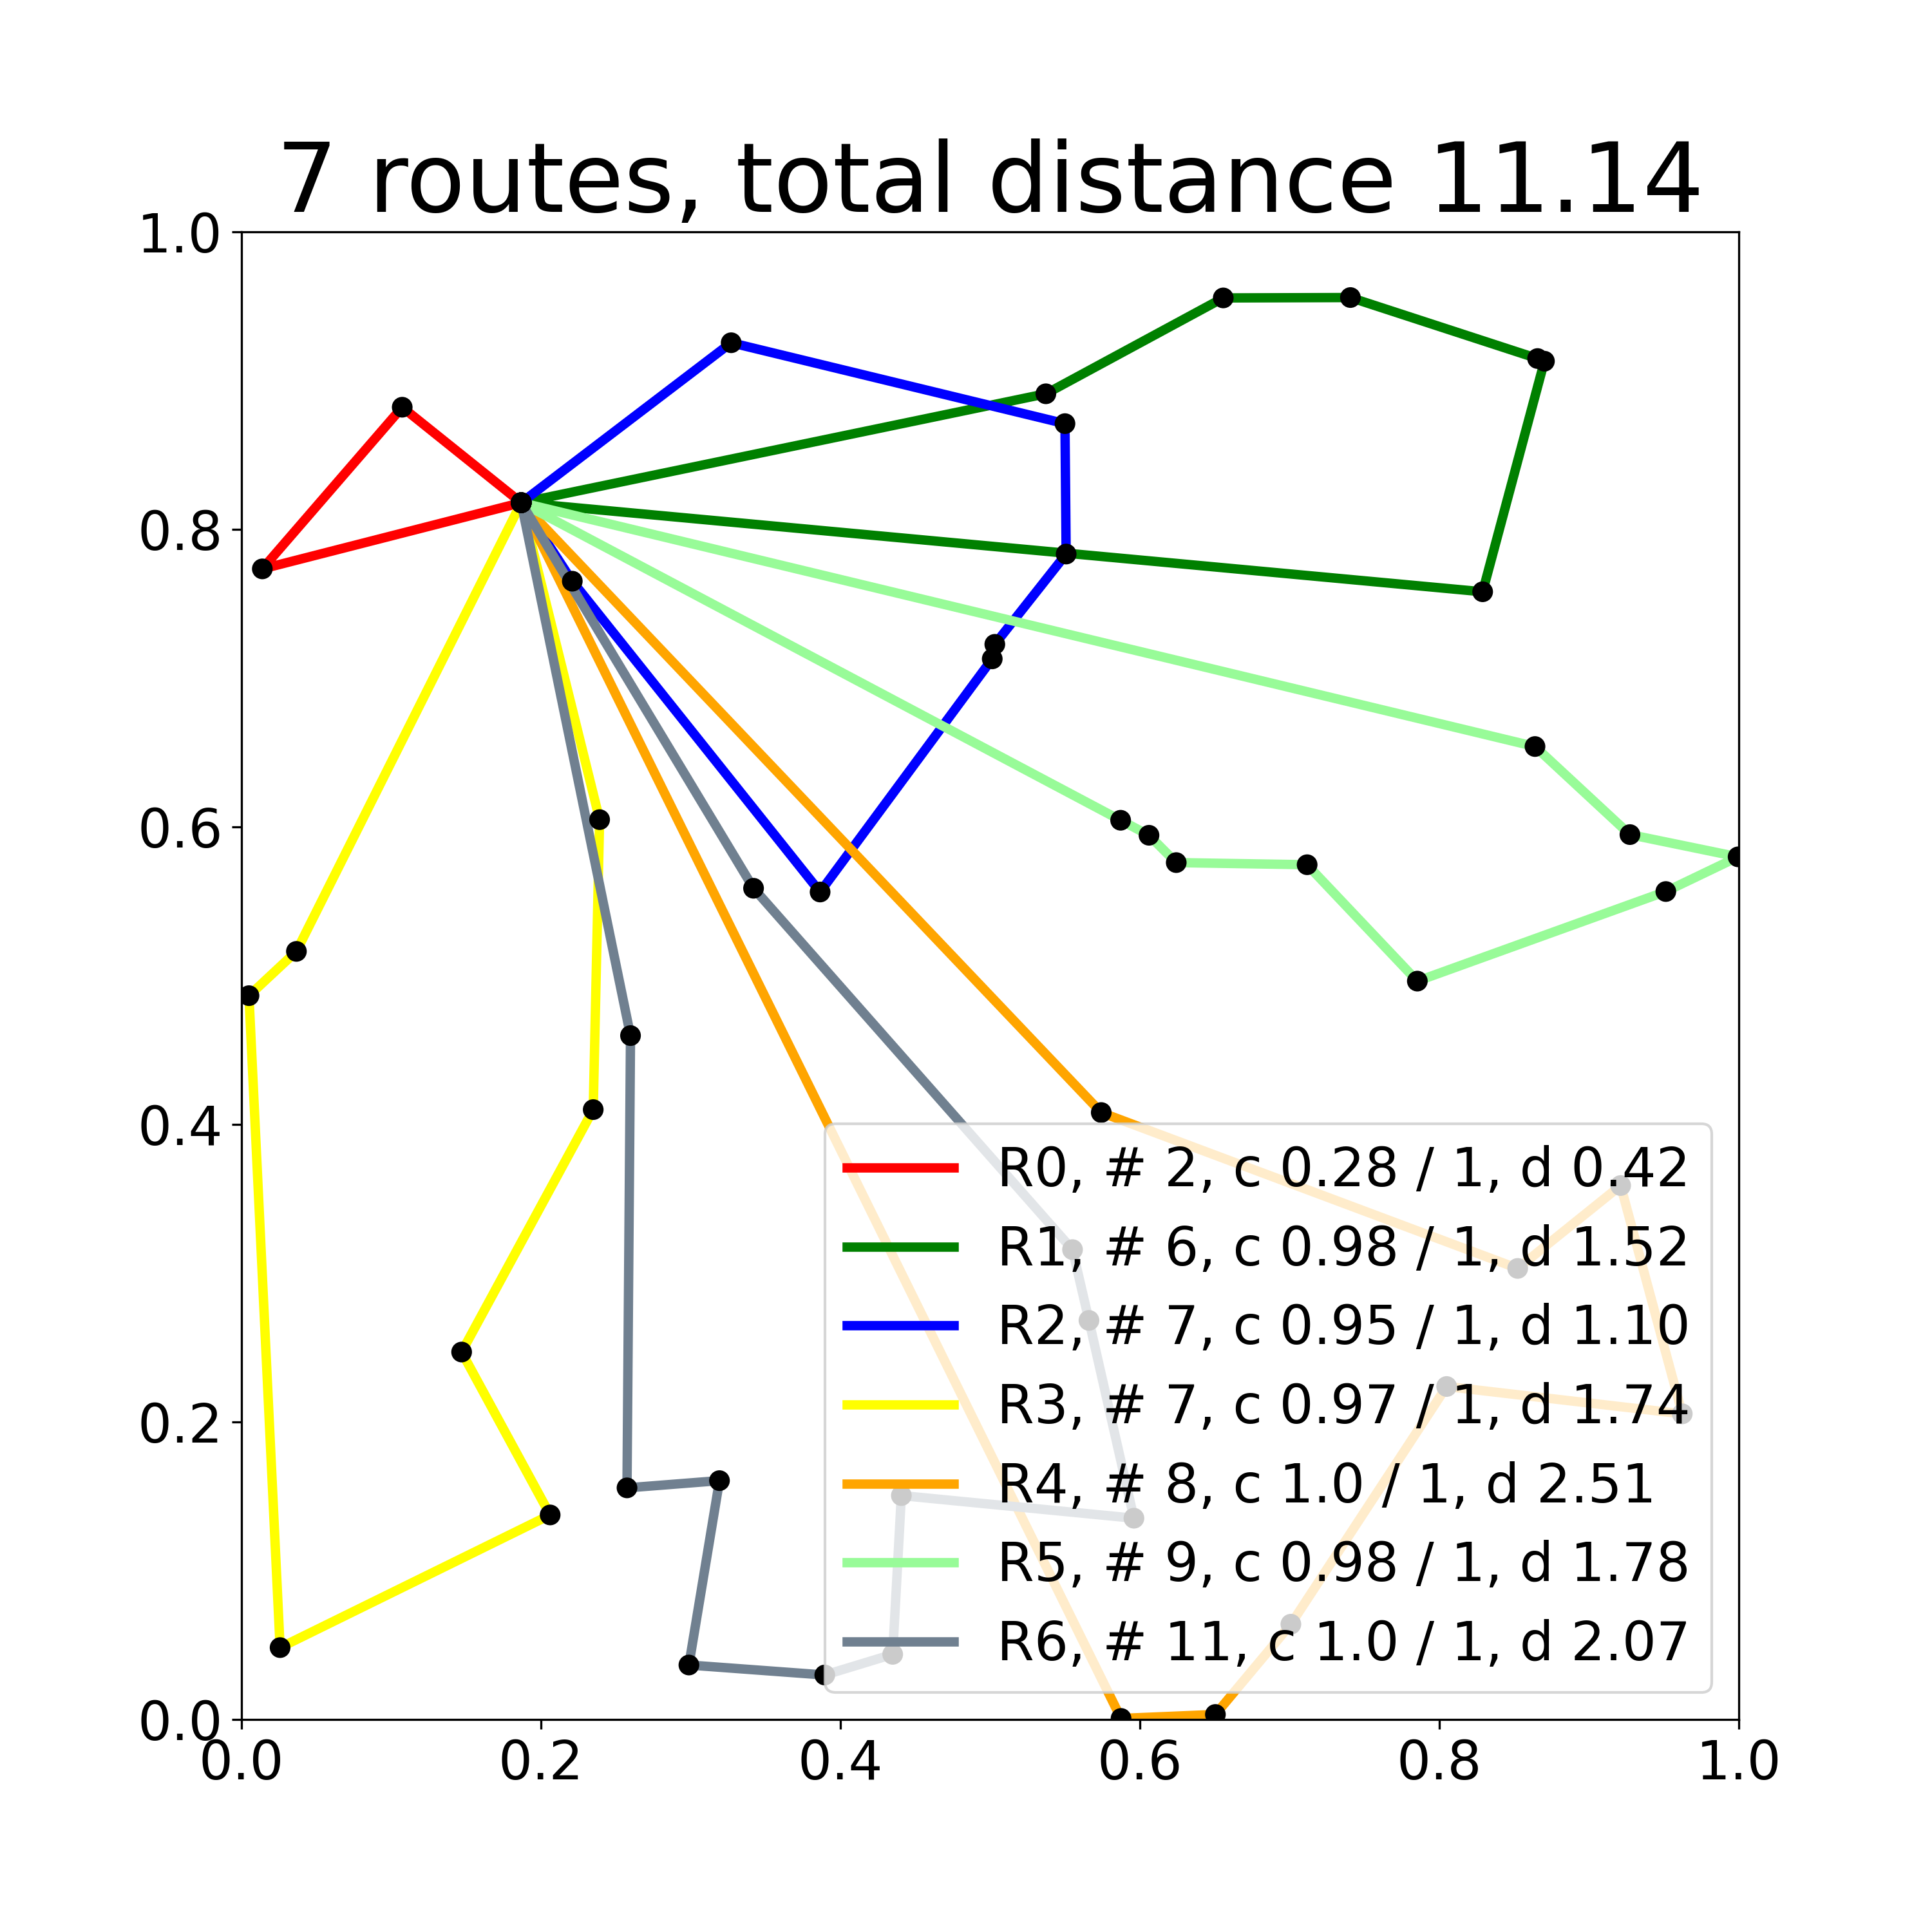 7 routes, total distance 11.14
1.0
0.8
0.6
0.4
0.2
0.0
0.0 0.2 0.4 0.6 0.8 1.0
R0, # 2, c 0.28 / 1, d 0.42
R1, # 6, c 0.98 / 1, d 1.52
R2, # 7, c 0.95 / 1, d 1.10
R3, # 7, c 0.97 / 1, d 1.74
R4, # 8, c 1.0 / 1, d 2.51
R5, # 9, c 0.98 / 1, d 1.78
R6, # 11, c 1.0 / 1, d 2.07